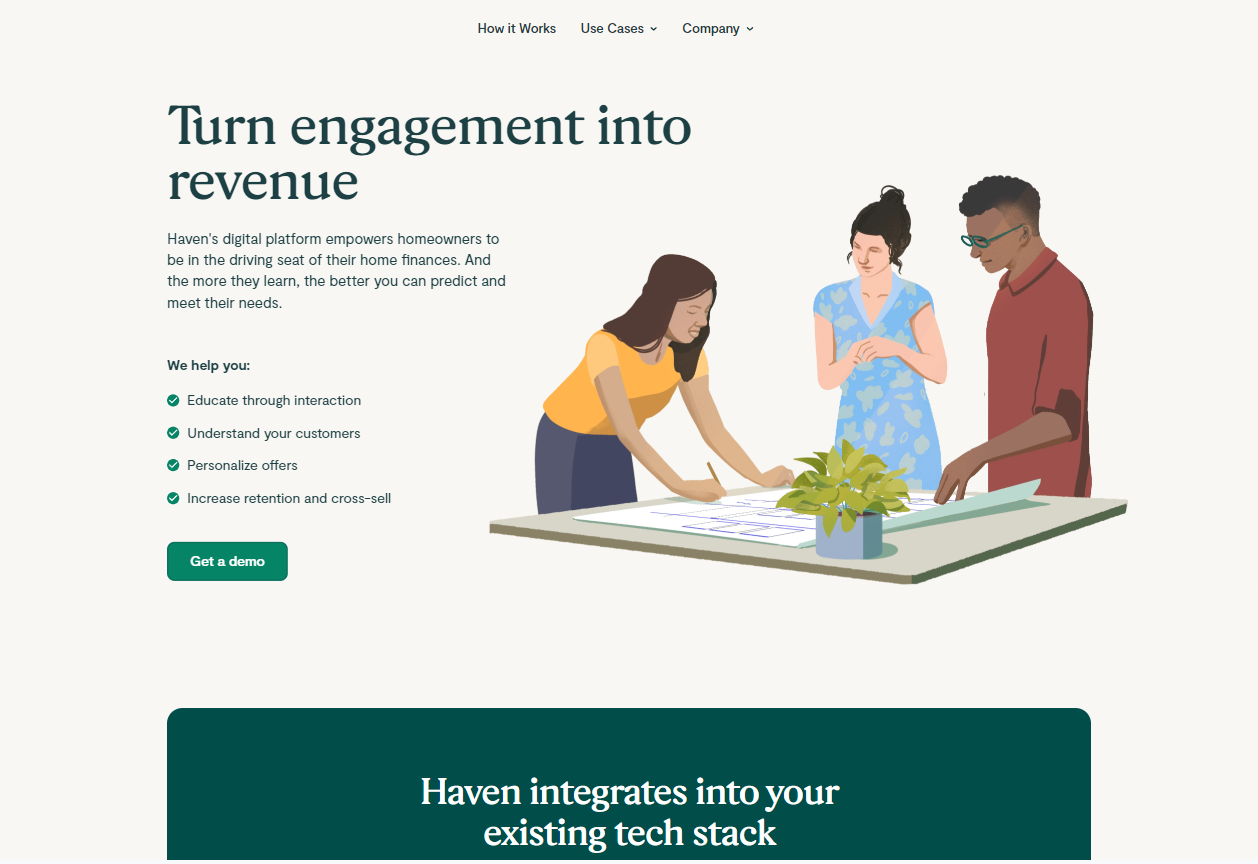 How it Works Use Cases Company
Turn engagement into
revenue
Haven's digital platform empowers homeowners to
be in the driving seat of their home finances. And
the more they learn, the better you can predict and
meet their needs.
We help you:
Educate through interaction
Understand your customers
Personalize offers
Increase retention and cross-sell
Get a demo
Haven integrates into your
existing tech stack